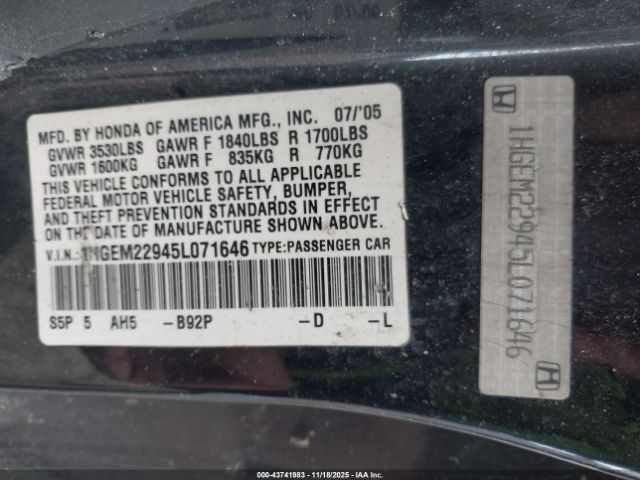 MFD. BY HONDA OF AMERICA MFG., INC. 07/'05
GVWR 3530LBS GAWR F 1840LBS R 1700LBS
GVWR 1600KG GAWR F 835KG R 770KG
THIS VEHICLE CONFORMS TO ALL APPLICABLE
FEDERAL MOTOR VEHICLE SAFETY, BUMPER,
AND THEFT PREVENTION STANDARDS IN EFFECT
ON THE DATE OF MANUFACTURE SHOWN ABOVE.
V.I.N.: 1HGEM22945L071646 TYPE:PASSENGER CAR
S5P 5 AH5 -B92P -D -L
1HGEM22945L071646
00-43741983 | 11/18/2025 | IAA Inc.